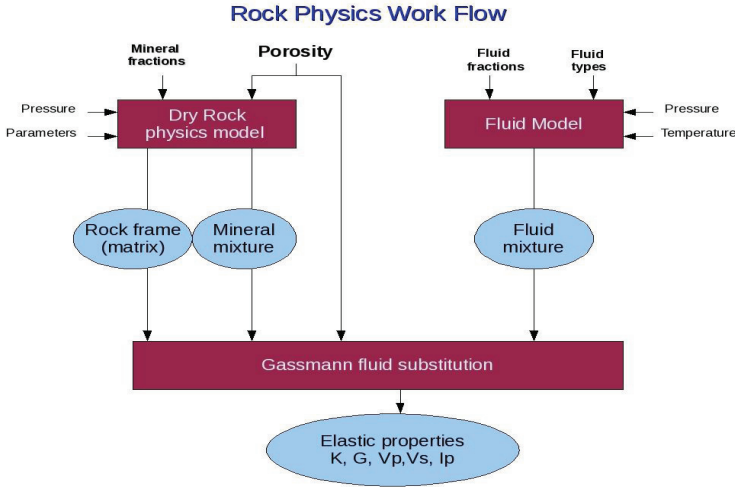 Rock Physics Work Flow
Mineral
fractions
Porosity
Fluid
fractions
Fluid
types
Pressure
Parameters
Dry Rock
physics model
Fluid Model
Pressure
Temperature
Rock frame
(matrix)
Mineral
mixture
Fluid
mixture
Gassmann fluid substitution
Elastic properties
K, G, Vp,Vs, Ip